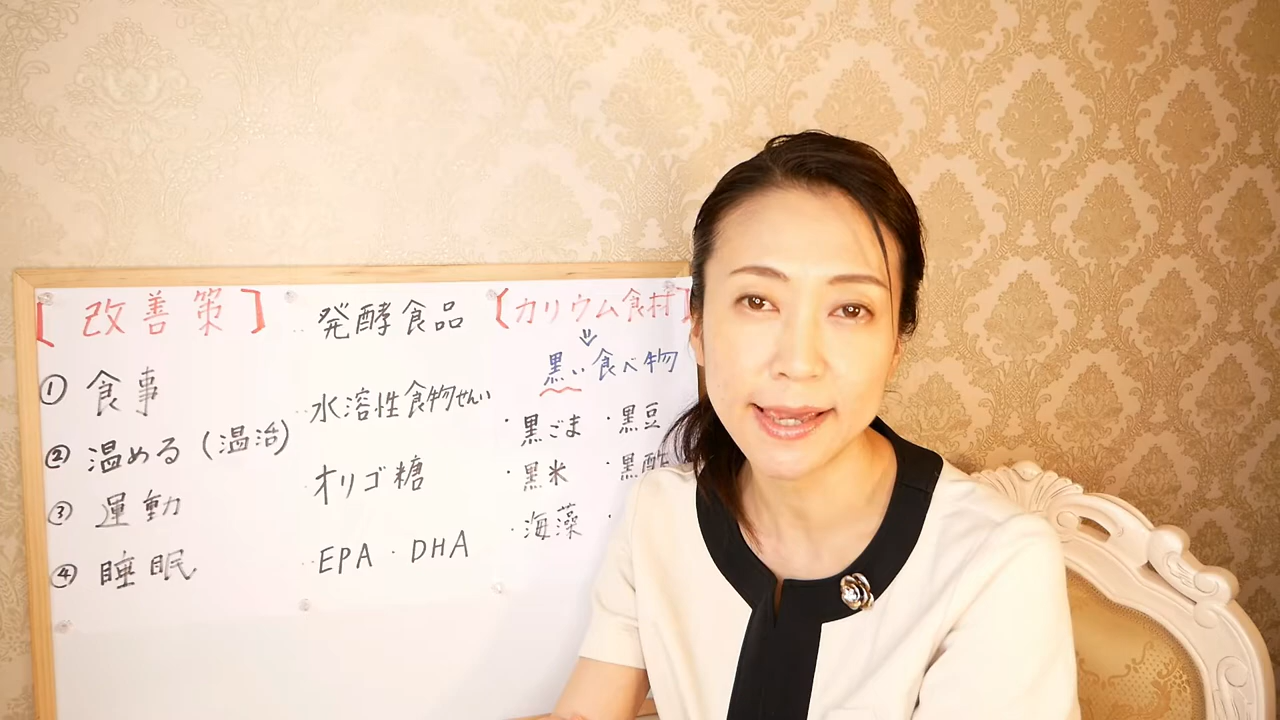 【改善策】
① 食事
② 温める(温活)
③ 運動
④ 睡眠
発酵食品
水溶性食物せんい
オリゴ糖
EPA・DHA
【カリウム食材】
⇓
黒い食べ物
・黒ごま ・黒豆
・黒米 ・黒酢
・海藻 ・